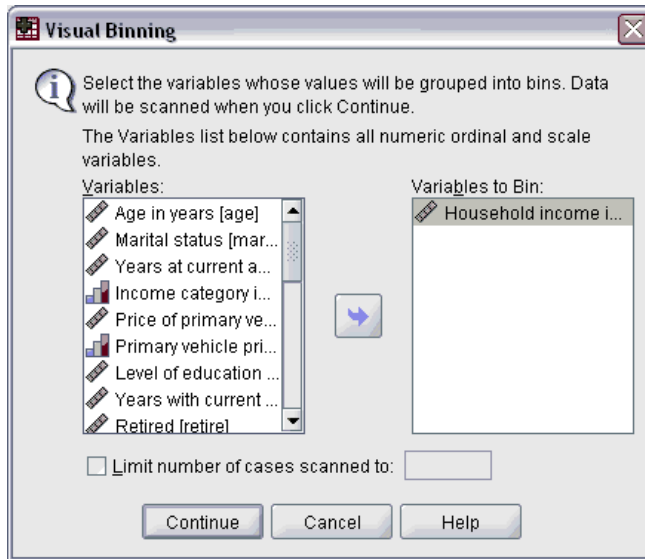 Visual Binning
Select the variables whose values will be grouped into bins. Data
will be scanned when you click Continue.
The Variables list below contains all numeric ordinal and scale
variables.
Variables:
Age in years [age]
Marital status [mar...
Years at current a...
Income category i...
Price of primary ve...
Primary vehicle pri...
Level of education ...
Years with current ...
Retired [retire]
Variables to Bin:
Household income i...
Limit number of cases scanned to:
Continue
Cancel
Help